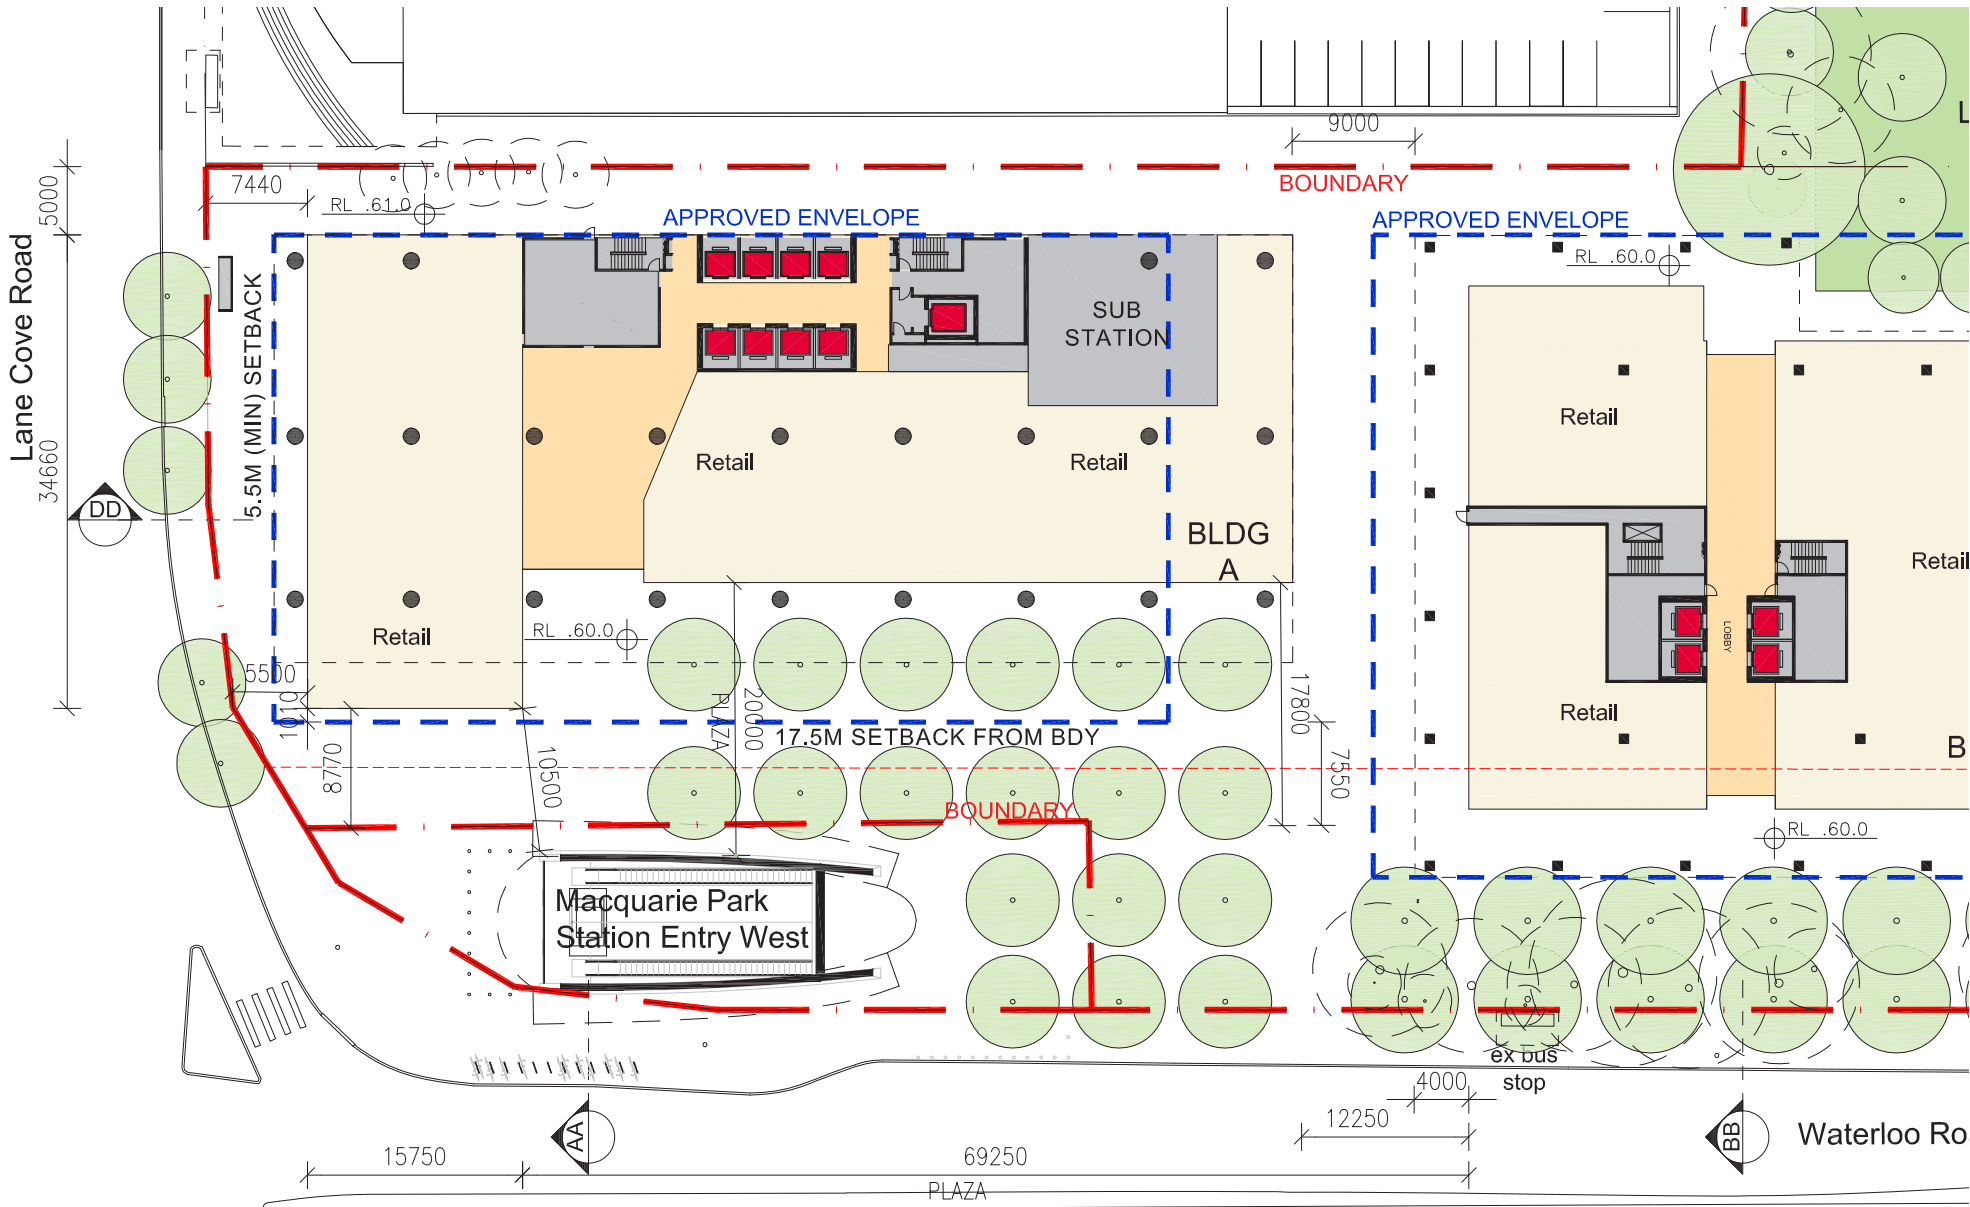 9000
BOUNDARY
7440
RL .61.0
5000
APPROVED ENVELOPE
APPROVED ENVELOPE
RL .60.0
Lane Cove Road
5.5M (MIN) SETBACK
SUB
STATION
Retail
Retail
Retail
34660
DD
BLDG
A
Retail
Retail
RL .60.0
LOBBY
5500
1010
8770
10500
20000
PLAZA
17.5M SETBACK FROM BDY
17800
7550
Retail
B
BOUNDARY
RL .60.0
Macquarie Park
Station Entry West
ex bus
stop
4000
12250
AA
BB
Waterloo Ro
15750
69250
PLAZA